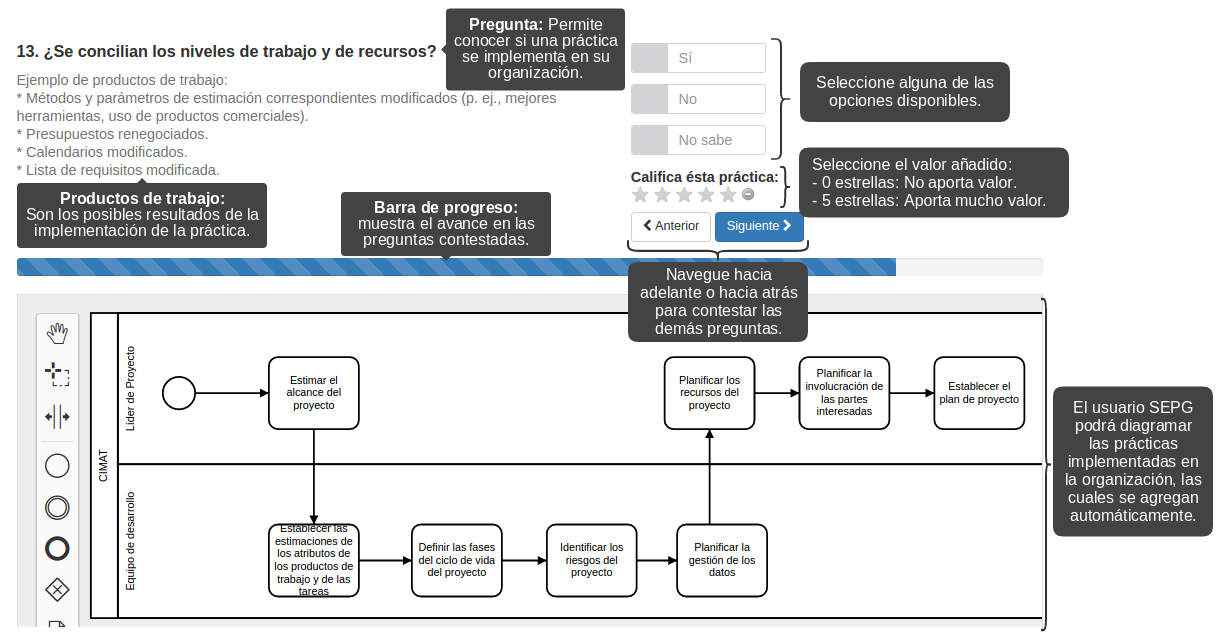 13. ¿Se concilian los niveles de trabajo y de recursos?
Ejemplo de productos de trabajo:
* Métodos y parámetros de estimación correspondientes modificados (p. ej., mejores
herramientas, uso de productos comerciales).
* Presupuestos renegociados.
* Calendarios modificados.
* Lista de requisitos modificada.
Pregunta: Permite
conocer si una práctica
se implementa en su
organización.
Sí
No
No sabe
Seleccione alguna de las
opciones disponibles.
Califica ésta práctica:
Seleccione el valor añadido:
- 0 estrellas: No aporta valor.
- 5 estrellas: Aporta mucho valor.
Anterior
Siguiente
Productos de trabajo:
Son los posibles resultados de la
implementación de la práctica.
Barra de progreso:
muestra el avance en las
preguntas contestadas.
Navegue hacia
adelante o hacia atrás
para contestar las
demás preguntas.
CIMAT
Líder de Proyecto
Estimar el
alcance del
proyecto
Planificar los
recursos del
proyecto
Planificar la
involucración de
las partes
interesadas
Establecer el
plan de proyecto
Equipo de desarrollo
Establecer las
estimaciones de
los atributos de
los productos de
trabajo y de las
tareas
Definir las fases
del ciclo de vida
del proyecto
Identificar los
riesgos del
proyecto
Planificar la
gestión de los
datos
El usuario SEPG
podrá diagramar
las prácticas
implementadas en
la organización, las
cuales se agregan
automáticamente.